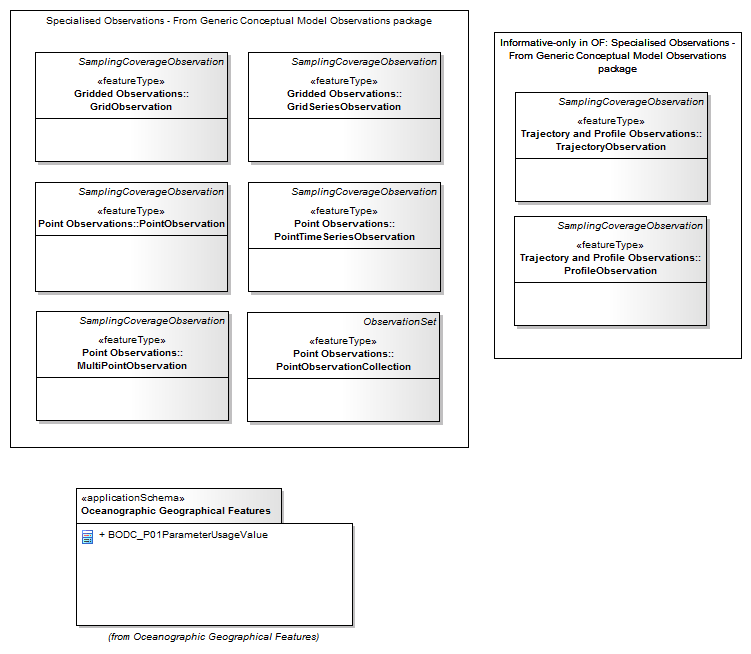 Specialised Observations - From Generic Conceptual Model Observations package
SamplingCoverageObservation
«featureType»
Gridded Observations::
GridObservation
SamplingCoverageObservation
«featureType»
Gridded Observations::
GridSeriesObservation
SamplingCoverageObservation
«featureType»
Point Observations::PointObservation
SamplingCoverageObservation
«featureType»
Point Observations::
PointTimeSeriesObservation
SamplingCoverageObservation
«featureType»
Point Observations::
MultiPointObservation
ObservationSet
«featureType»
Point Observations::
PointObservationCollection
Informative-only in OF: Specialised Observations -
From Generic Conceptual Model Observations
package
SamplingCoverageObservation
«featureType»
Trajectory and Profile Observations::
TrajectoryObservation
SamplingCoverageObservation
«featureType»
Trajectory and Profile Observations::
ProfileObservation
«applicationSchema»
Oceanographic Geographical Features
+ BODC_P01ParameterUsageValue
(from Oceanographic Geographical Features)